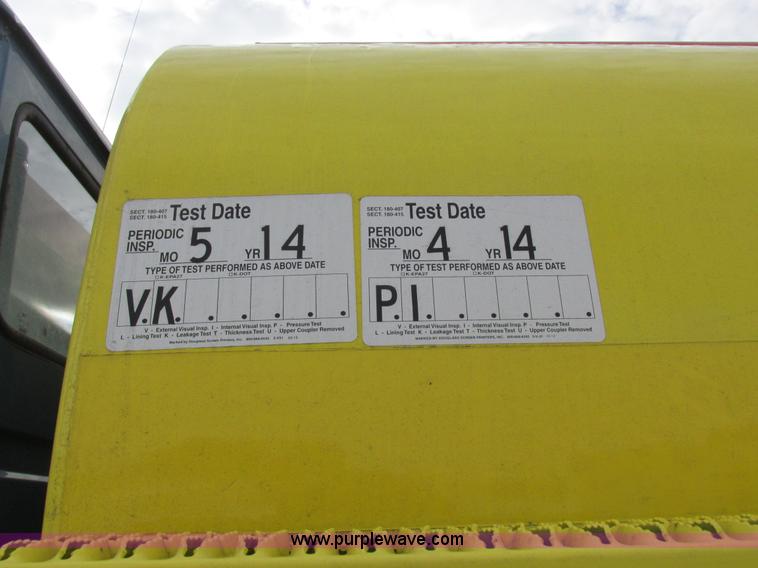 SECT. 180-407
SECT. 180-415
Test Date
PERIODIC
INSP.
MO 5 YR 14
TYPE OF TEST PERFORMED AS ABOVE DATE
☐K-EPA27 ☐K-DOT
V.K. . . . . .
V - External Visual Insp. I - Internal Visual Insp. P - Pressure Test
L - Lining Test K - Leakage Test T - Thickness Test U - Upper Coupler Removed
SECT. 180-407
SECT. 180-415
Test Date
PERIODIC
INSP.
MO 4 YR 14
TYPE OF TEST PERFORMED AS ABOVE DATE
☐K-EPA27 ☐K-DOT
P.I. . . . . .
V - External Visual Insp. I - Internal Visual Insp. P - Pressure Test
L - Lining Test K - Leakage Test T - Thickness Test U - Upper Coupler Removed
www.purplewave.com